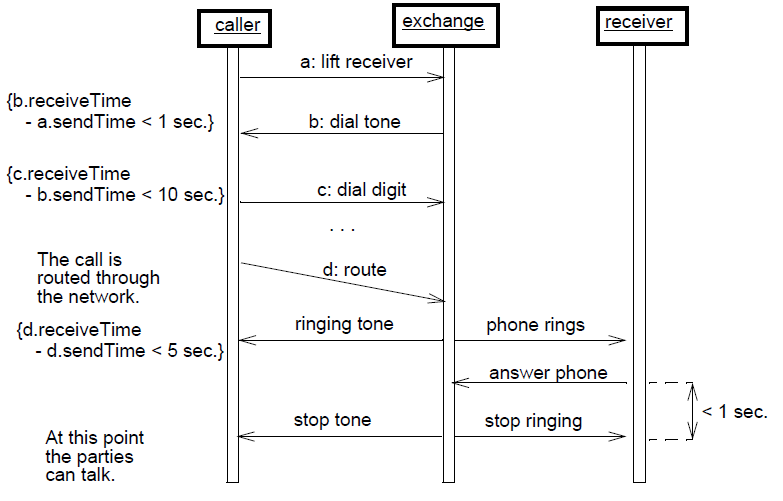 caller
exchange
receiver
a: lift receiver
{b.receiveTime
- a.sendTime < 1 sec.}
b: dial tone
{c.receiveTime
- b.sendTime < 10 sec.}
c: dial digit
. . .
The call is
routed through
the network.
d: route
{d.receiveTime
- d.sendTime < 5 sec.}
ringing tone
phone rings
answer phone
< 1 sec.
stop tone
stop ringing
At this point
the parties
can talk.